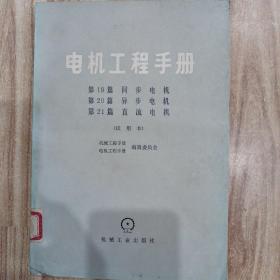 电机工程手册
第19篇 同步电机
第20篇 异步电机
第21篇 直流电机
(试用本)
机械工程手册
电机工程手册 编辑委员会
机械工业出版社